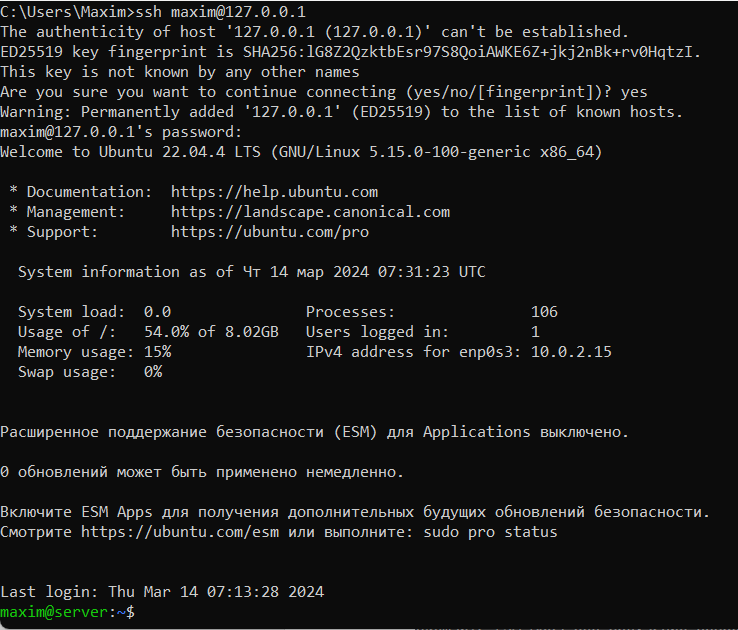 C:\Users\Maxim>ssh maxim@127.0.0.1
The authenticity of host '127.0.0.1 (127.0.0.1)' can't be established.
ED25519 key fingerprint is SHA256:lG8Z2QzktbEsr97S8QoiAWKE6Z+jkj2nBk+rv0HqtzI.
This key is not known by any other names
Are you sure you want to continue connecting (yes/no/[fingerprint])? yes
Warning: Permanently added '127.0.0.1' (ED25519) to the list of known hosts.
maxim@127.0.0.1's password:
Welcome to Ubuntu 22.04.4 LTS (GNU/Linux 5.15.0-100-generic x86_64)
* Documentation:  https://help.ubuntu.com
* Management:     https://landscape.canonical.com
* Support:        https://ubuntu.com/pro
System information as of Чт 14 мар 2024 07:31:23 UTC
System load:  0.0                Processes:               106
Usage of /:   54.0% of 8.02GB   Users logged in:         1
Memory usage: 15%               IPv4 address for enp0s3: 10.0.2.15
Swap usage:   0%
Расширенное поддержание безопасности (ESM) для Applications выключено.
0 обновлений может быть применено немедленно.
Включите ESM Apps для получения дополнительных будущих обновлений безопасности.
Смотрите https://ubuntu.com/esm или выполните: sudo pro status
Last login: Thu Mar 14 07:13:28 2024
maxim@server:~$